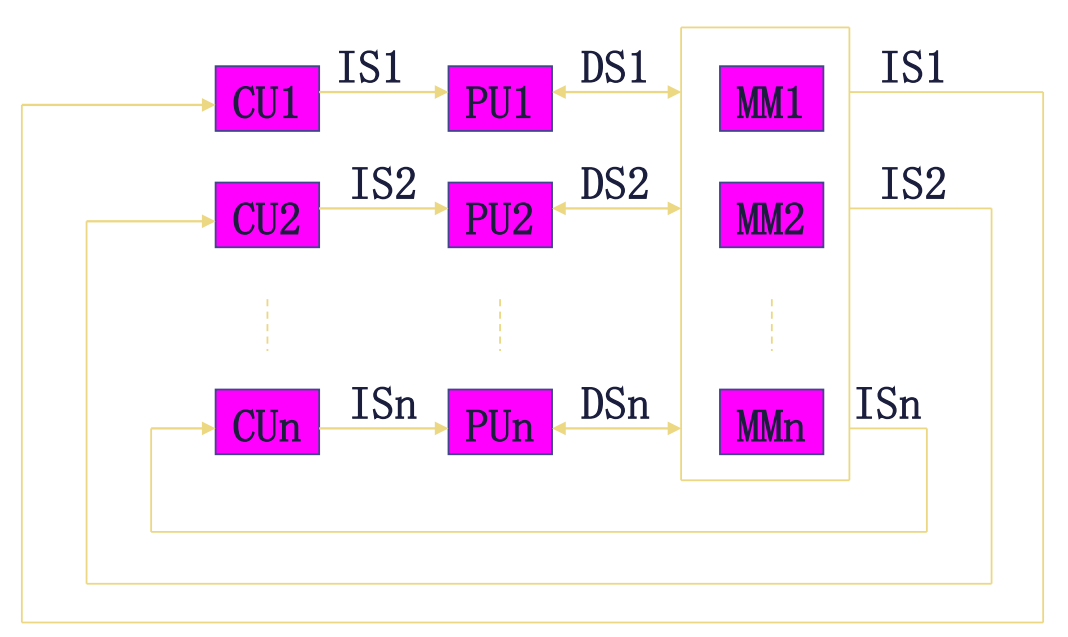 IS1 DS1 IS1
CU1 PU1 MM1
IS2 DS2 IS2
CU2 PU2 MM2
ISn DSn ISn
CUn PUn MMn